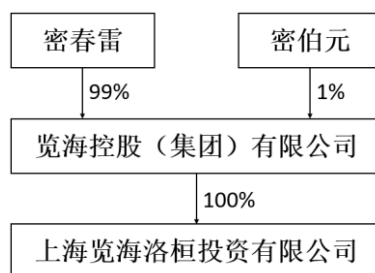 密春雷 密伯元
99% 1%
览海控股（集团）有限公司
100%
上海览海洛桓投资有限公司